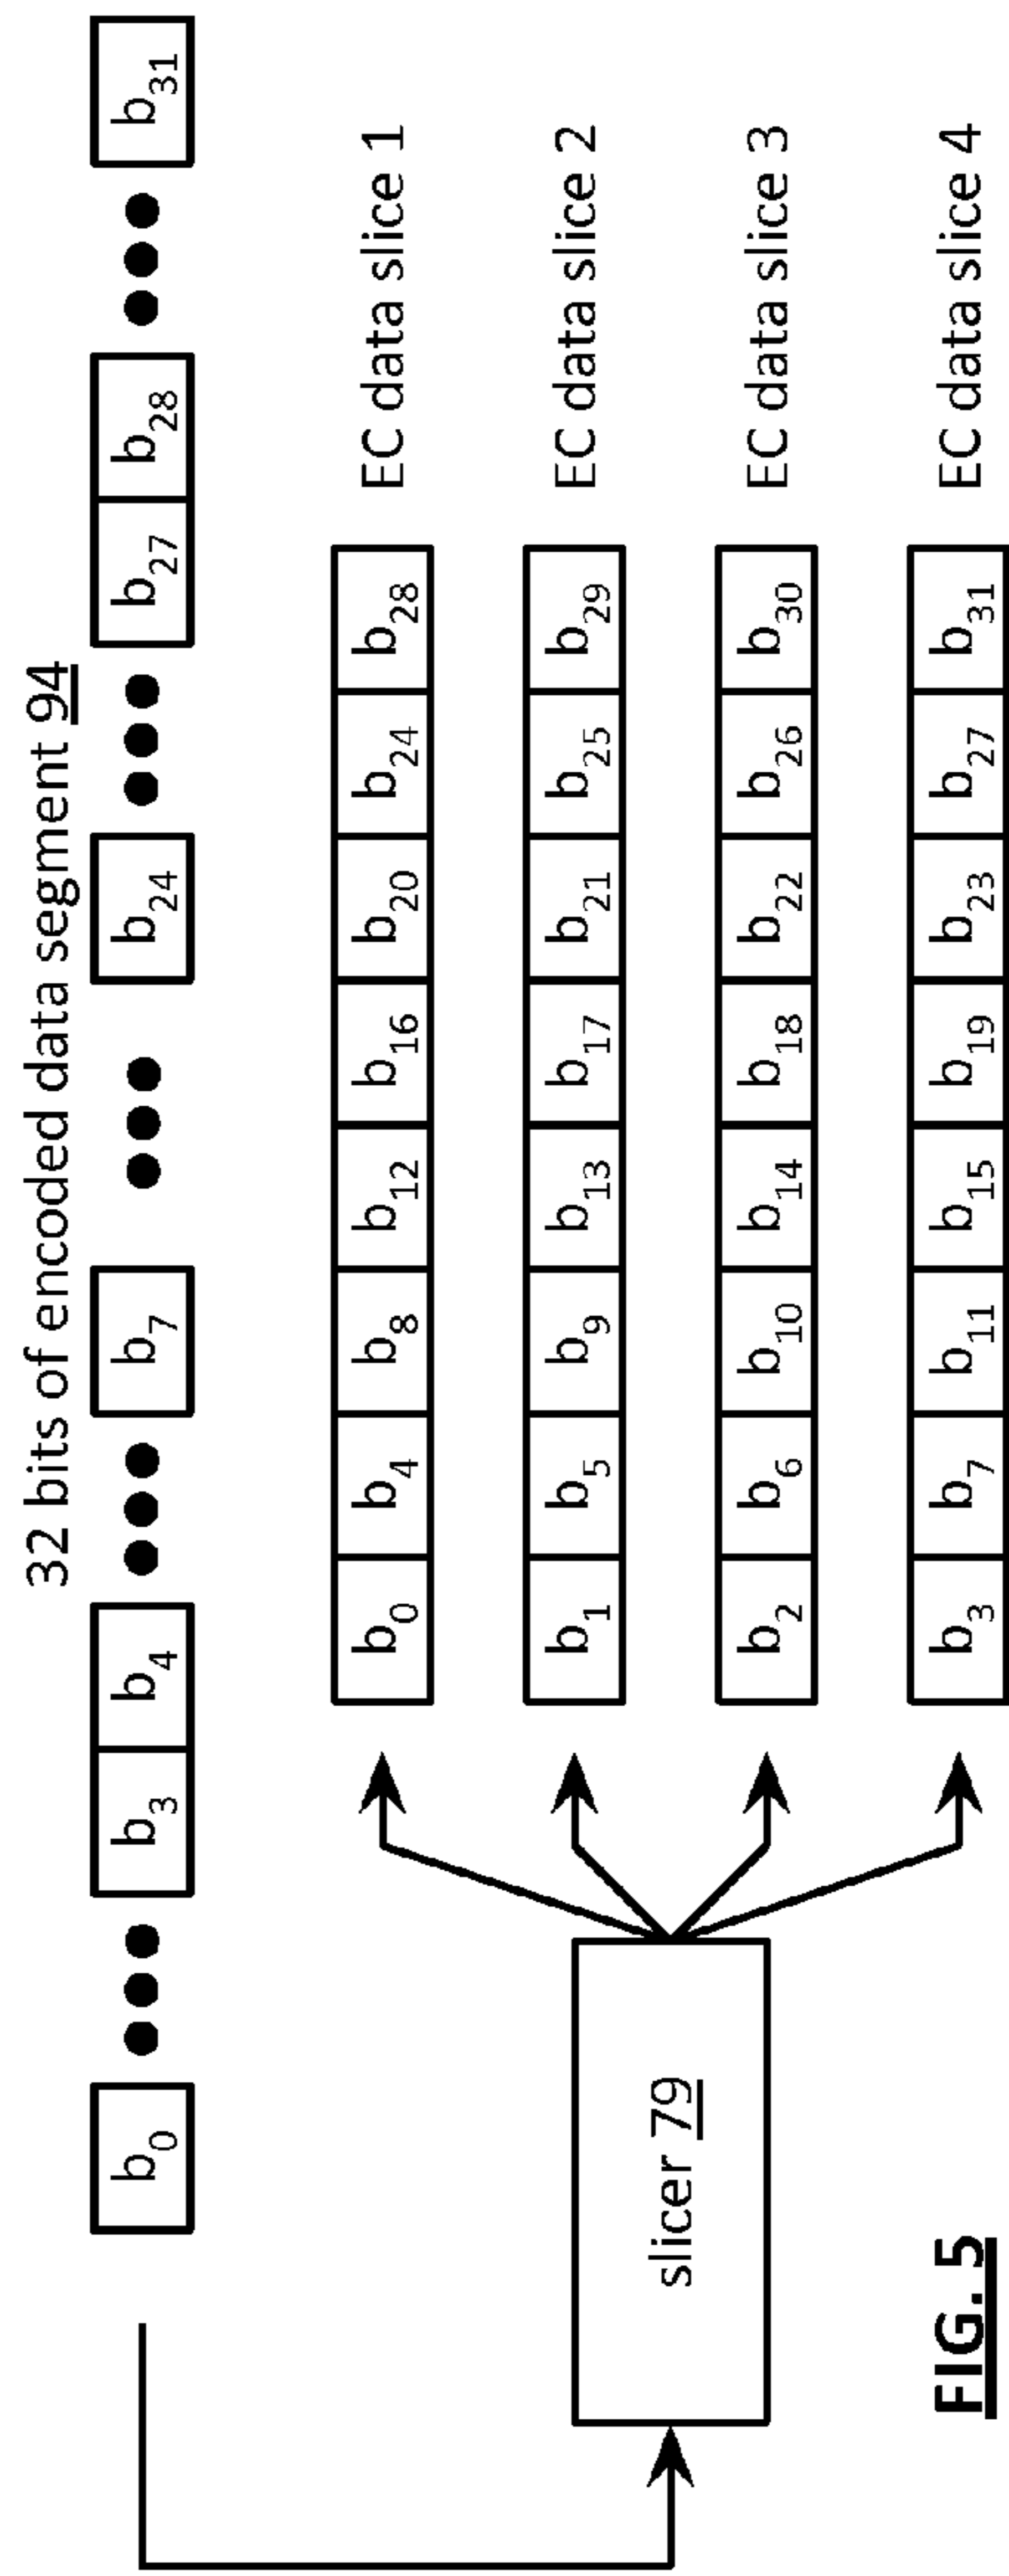 32 bits of encoded data segment 94
b0 ••• b3 b4 ••• b7 ••• b24 ••• b27 b28 ••• b31
b0 b4 b8 b12 b16 b20 b24 b28 EC data slice 1
b1 b5 b9 b13 b17 b21 b25 b29 EC data slice 2
slicer 79
b2 b6 b10 b14 b18 b22 b26 b30 EC data slice 3
b3 b7 b11 b15 b19 b23 b27 b31 EC data slice 4
FIG. 5